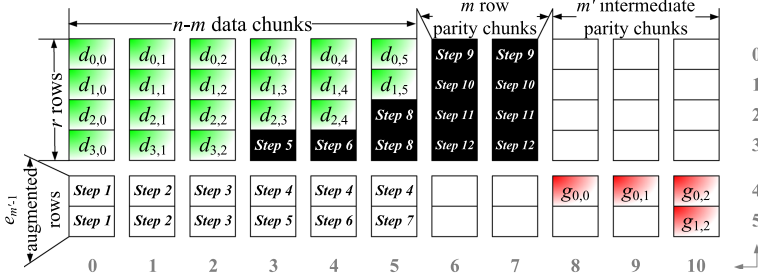 n-m data chunks
m row parity chunks
m′ intermediate parity chunks
r rows
d0,0 d0,1 d0,2 d0,3 d0,4 d0,5 Step 9 Step 9 0
d1,0 d1,1 d1,2 d1,3 d1,4 d1,5 Step 10 Step 10 1
d2,0 d2,1 d2,2 d2,3 d2,4 Step 8 Step 11 Step 11 2
d3,0 d3,1 d3,2 Step 5 Step 6 Step 8 Step 12 Step 12 3
em′-1 augmented rows
Step 1 Step 2 Step 3 Step 4 Step 4 Step 4 g0,0 g0,1 g0,2 4
Step 1 Step 2 Step 3 Step 5 Step 6 Step 7 g1,2 5
0 1 2 3 4 5 6 7 8 9 10